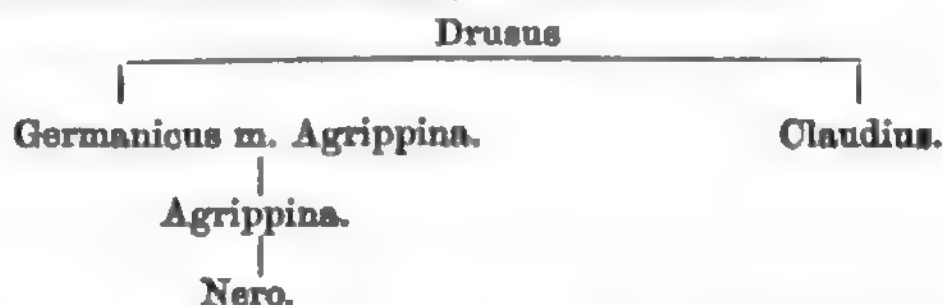 Drusus
Germanicus m. Agrippina. Claudius.
Agrippina.
Nero.